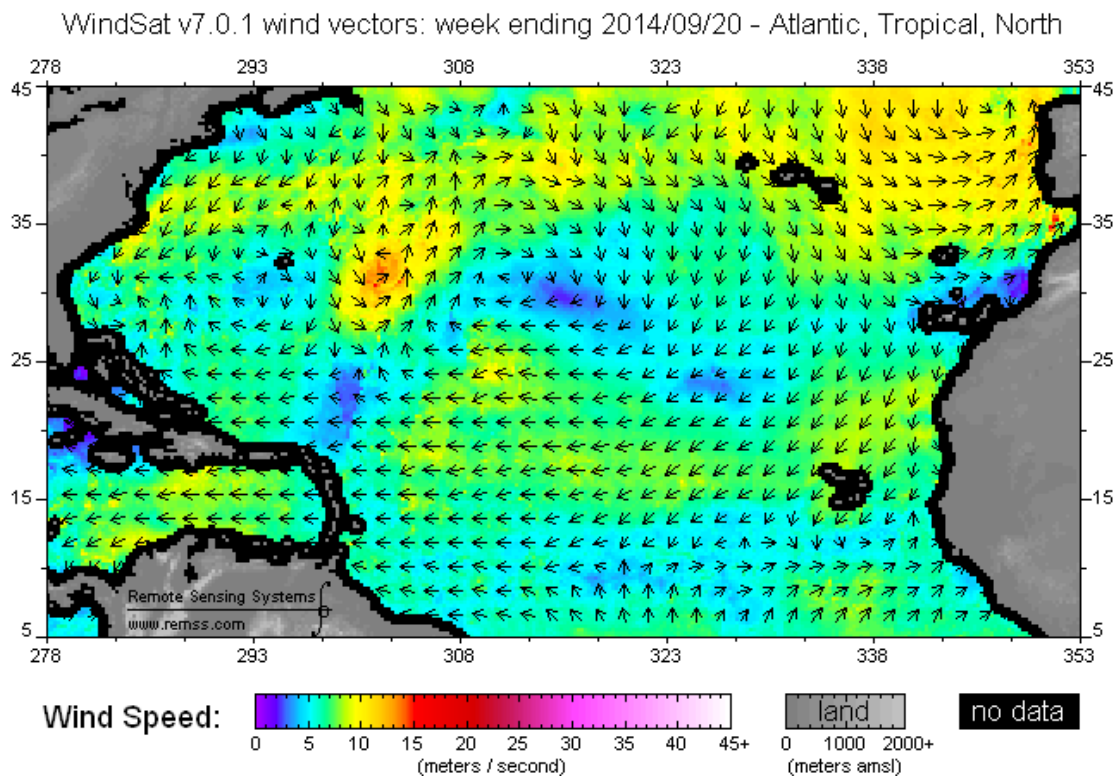 WindSat v7.0.1 wind vectors: week ending 2014/09/20 - Atlantic, Tropical, North
278 293 308 323 338 353
45 45
35 35
25 25
15 15
Remote Sensing Systems
www.remss.com
5 5
278 293 308 323 338 353
Wind Speed: land no data
0 5 10 15 20 25 30 35 40 45+ 0 1000 2000+
(meters / second) (meters amsl)